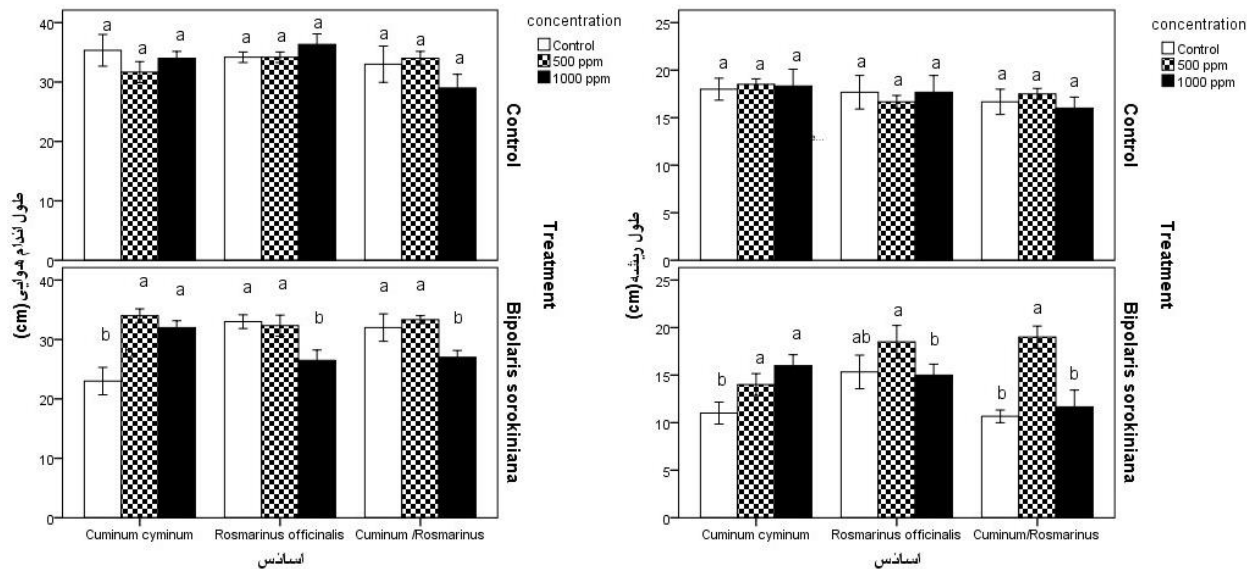 concentration
Control
500 ppm
1000 ppm
40
30
20
10
0
a a a a a a a a a
Control
طول اندام هوایی (cm)
Treatment
40
30
20
10
0
b a a a a b a a b
Bipolaris sorokiniana
Cuminum cyminum Rosmarinus officinalis Cuminum /Rosmarinus
اسانس
concentration
Control
500 ppm
1000 ppm
25
20
15
10
5
0
a a a a a a a a a
Control
طول ریشه (cm)
Treatment
25
20
15
10
5
0
b a a ab a b b a b
Bipolaris sorokiniana
Cuminum cyminum Rosmarinus officinalis Cuminum/Rosmarinus
اسانس